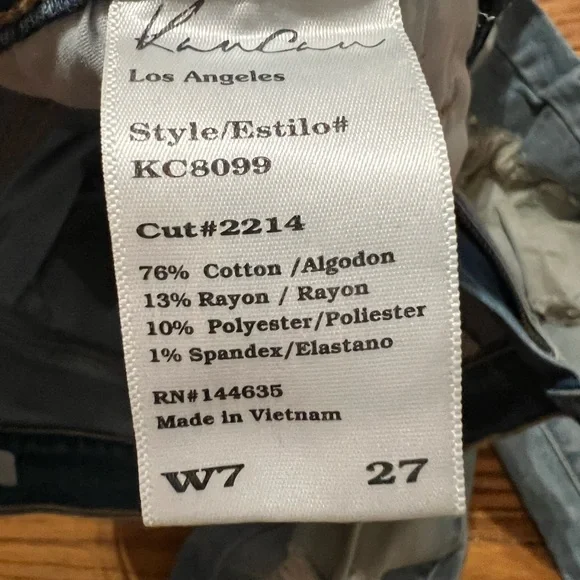 KanCan
Los Angeles
Style/Estilo#
KC8099
Cut#2214
76% Cotton /Algodon
13% Rayon / Rayon
10% Polyester/Poliester
1% Spandex/Elastano
RN#144635
Made in Vietnam
W7 27